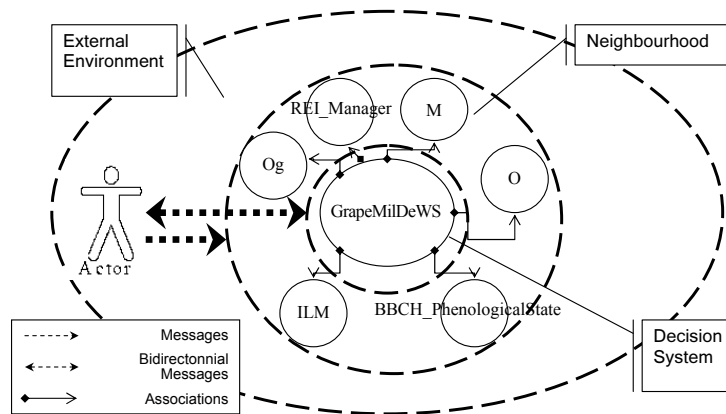 External
Environment
Neighbourhood
REI_Manager
M
Og
O
GrapeMilDeWS
Actor
ILM
BBCH_PhenologicalState
Decision
System
Messages
Bidirectonnial
Messages
Associations